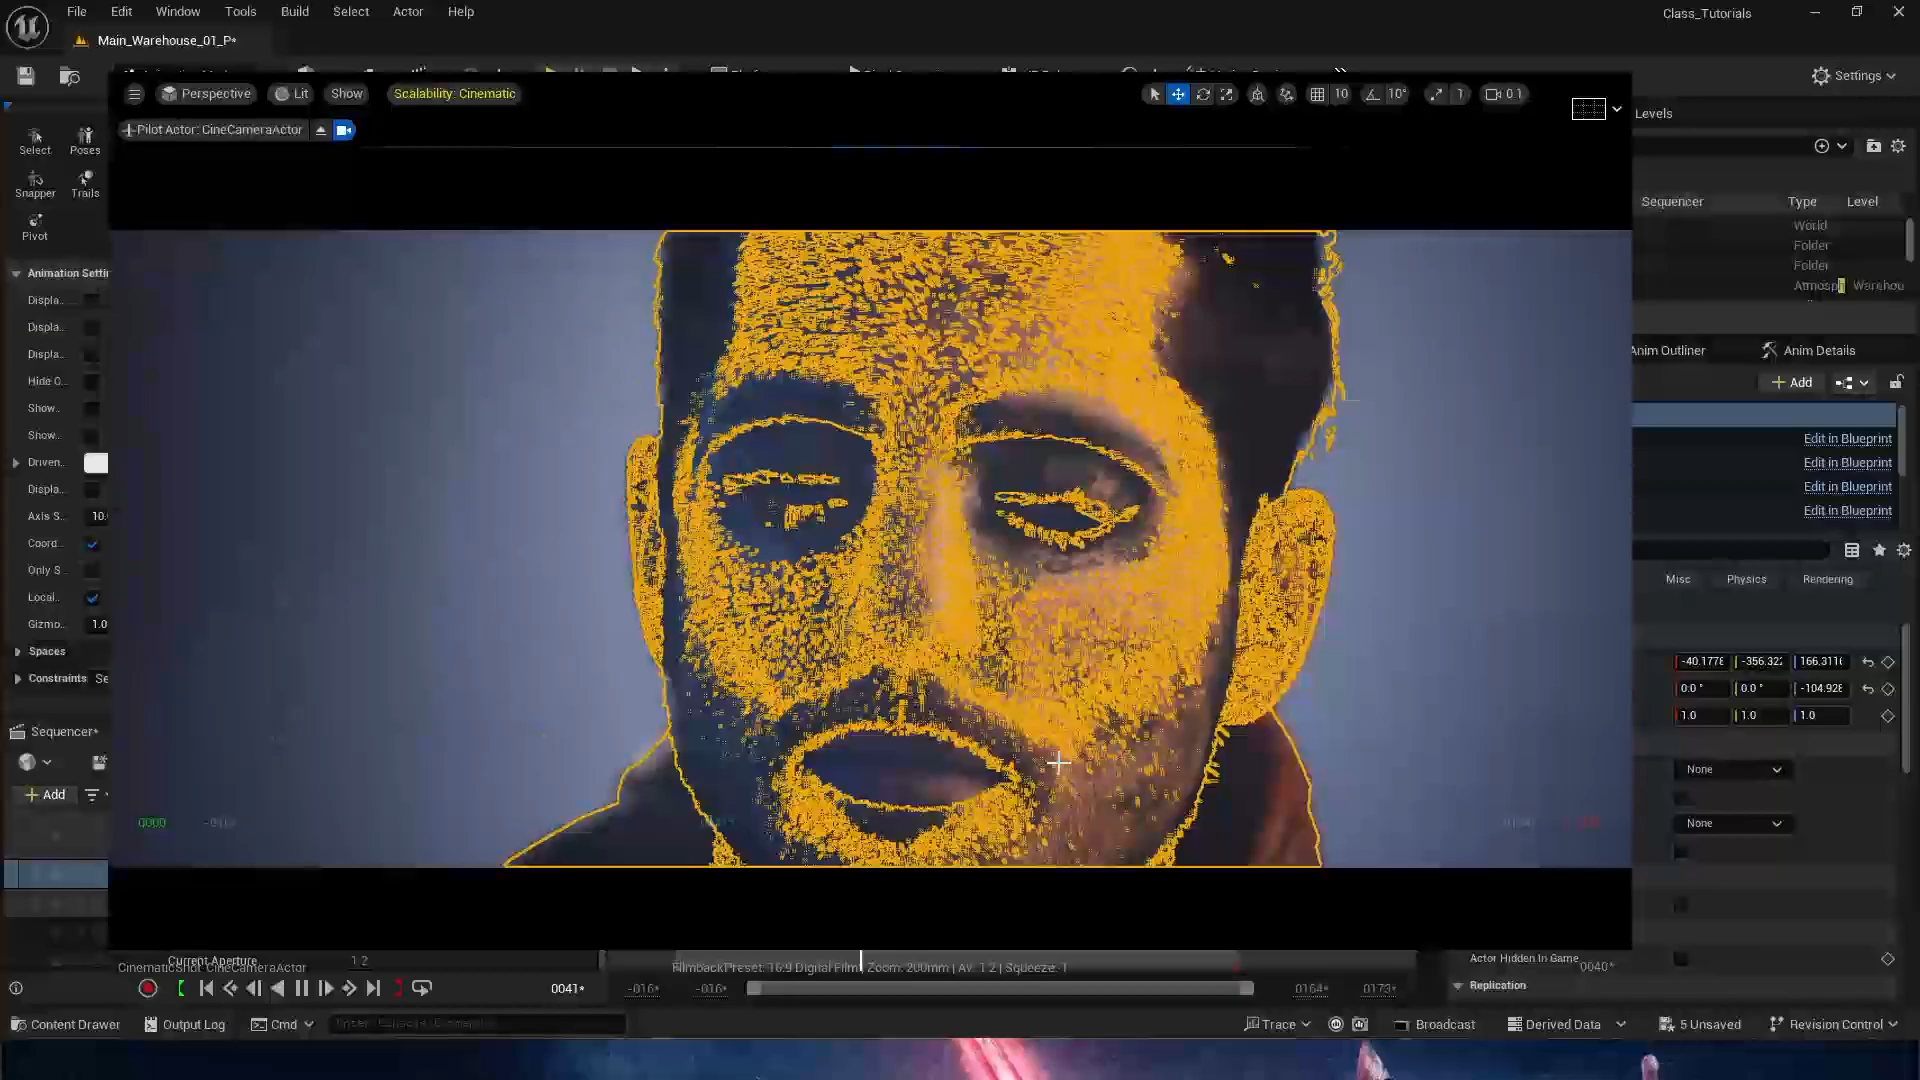 File Edit Window Tools Build Select Actor Help
Class_Tutorials
Main_Warehouse_01_P*
Settings
Perspective Lit Show Scalability: Cinematic
10 10° 1 0.1
Levels
Pilot Actor: CineCameraActor
Select Poses
Snapper Trails
Pivot
Sequencer Type Level
World
Folder
Folder
Warehou
Animation Settin
Displa...
Displa...
Displa...
Hide C...
Show...
Show...
Driven...
Displa...
Axis S... 10.
Coord...
Only S
Local...
Gizmo... 1.0
Spaces
Constraints Se
Anim Outliner Anim Details
Add
Edit in Blueprint
Edit in Blueprint
Edit in Blueprint
Edit in Blueprint
Misc Physics Rendering
-40.1778 -356.322
0.0 ° 0.0 ° -104.928
1.0 1.0 1.0
None
None
Sequencer*
Add
0000
Current Aperture 1.2
CinematicShot CineCameraActor
FilmbackPreset: 16:9 Digital Film | Zoom: 200mm | Av: 1.2 | Squeeze: 1
Actor Hidden In Game
0040*
Replication
0041* -016* -016* 0164* 0173*
Content Drawer Output Log Cmd Enter Console Command
Trace Broadcast Derived Data 5 Unsaved Revision Control